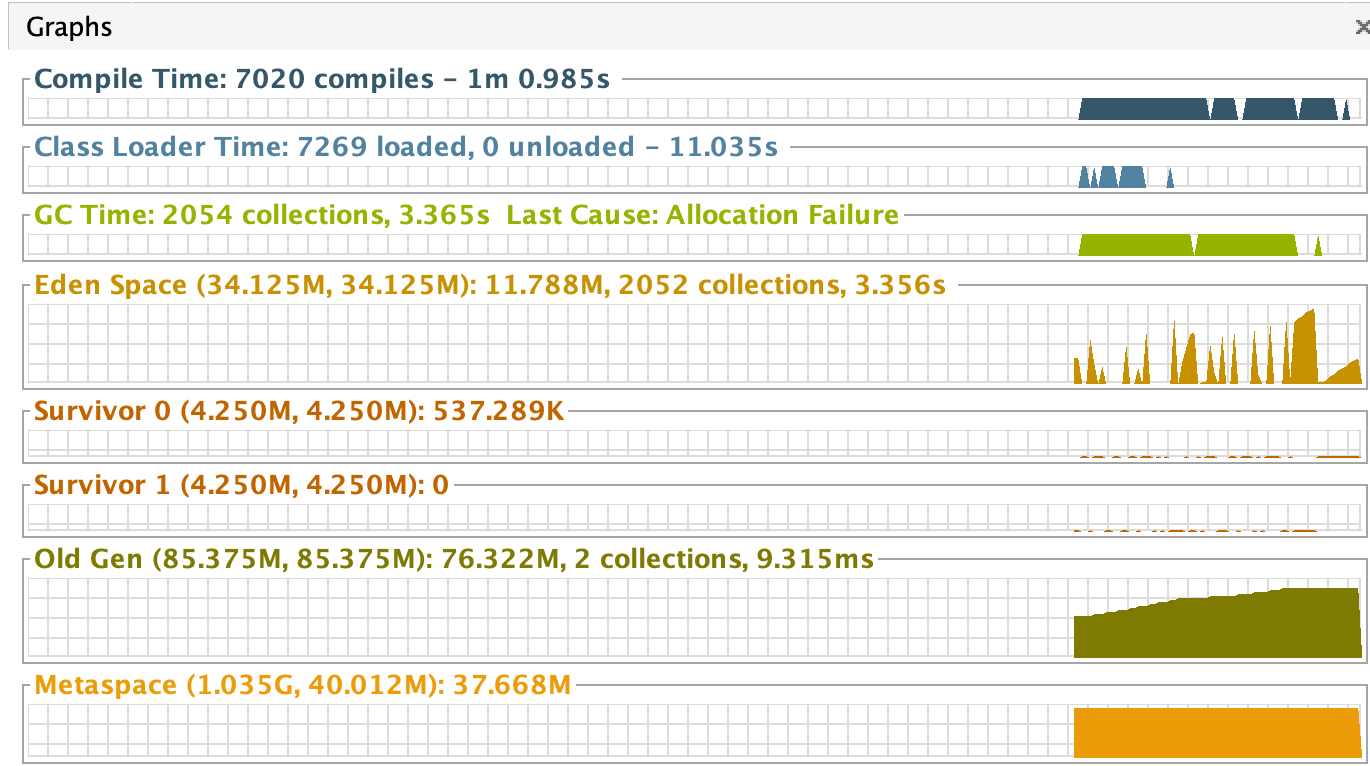 Graphs
Compile Time: 7020 compiles – 1m 0.985s
Class Loader Time: 7269 loaded, 0 unloaded – 11.035s
GC Time: 2054 collections, 3.365s  Last Cause: Allocation Failure
Eden Space (34.125M, 34.125M): 11.788M, 2052 collections, 3.356s
Survivor 0 (4.250M, 4.250M): 537.289K
Survivor 1 (4.250M, 4.250M): 0
Old Gen (85.375M, 85.375M): 76.322M, 2 collections, 9.315ms
Metaspace (1.035G, 40.012M): 37.668M